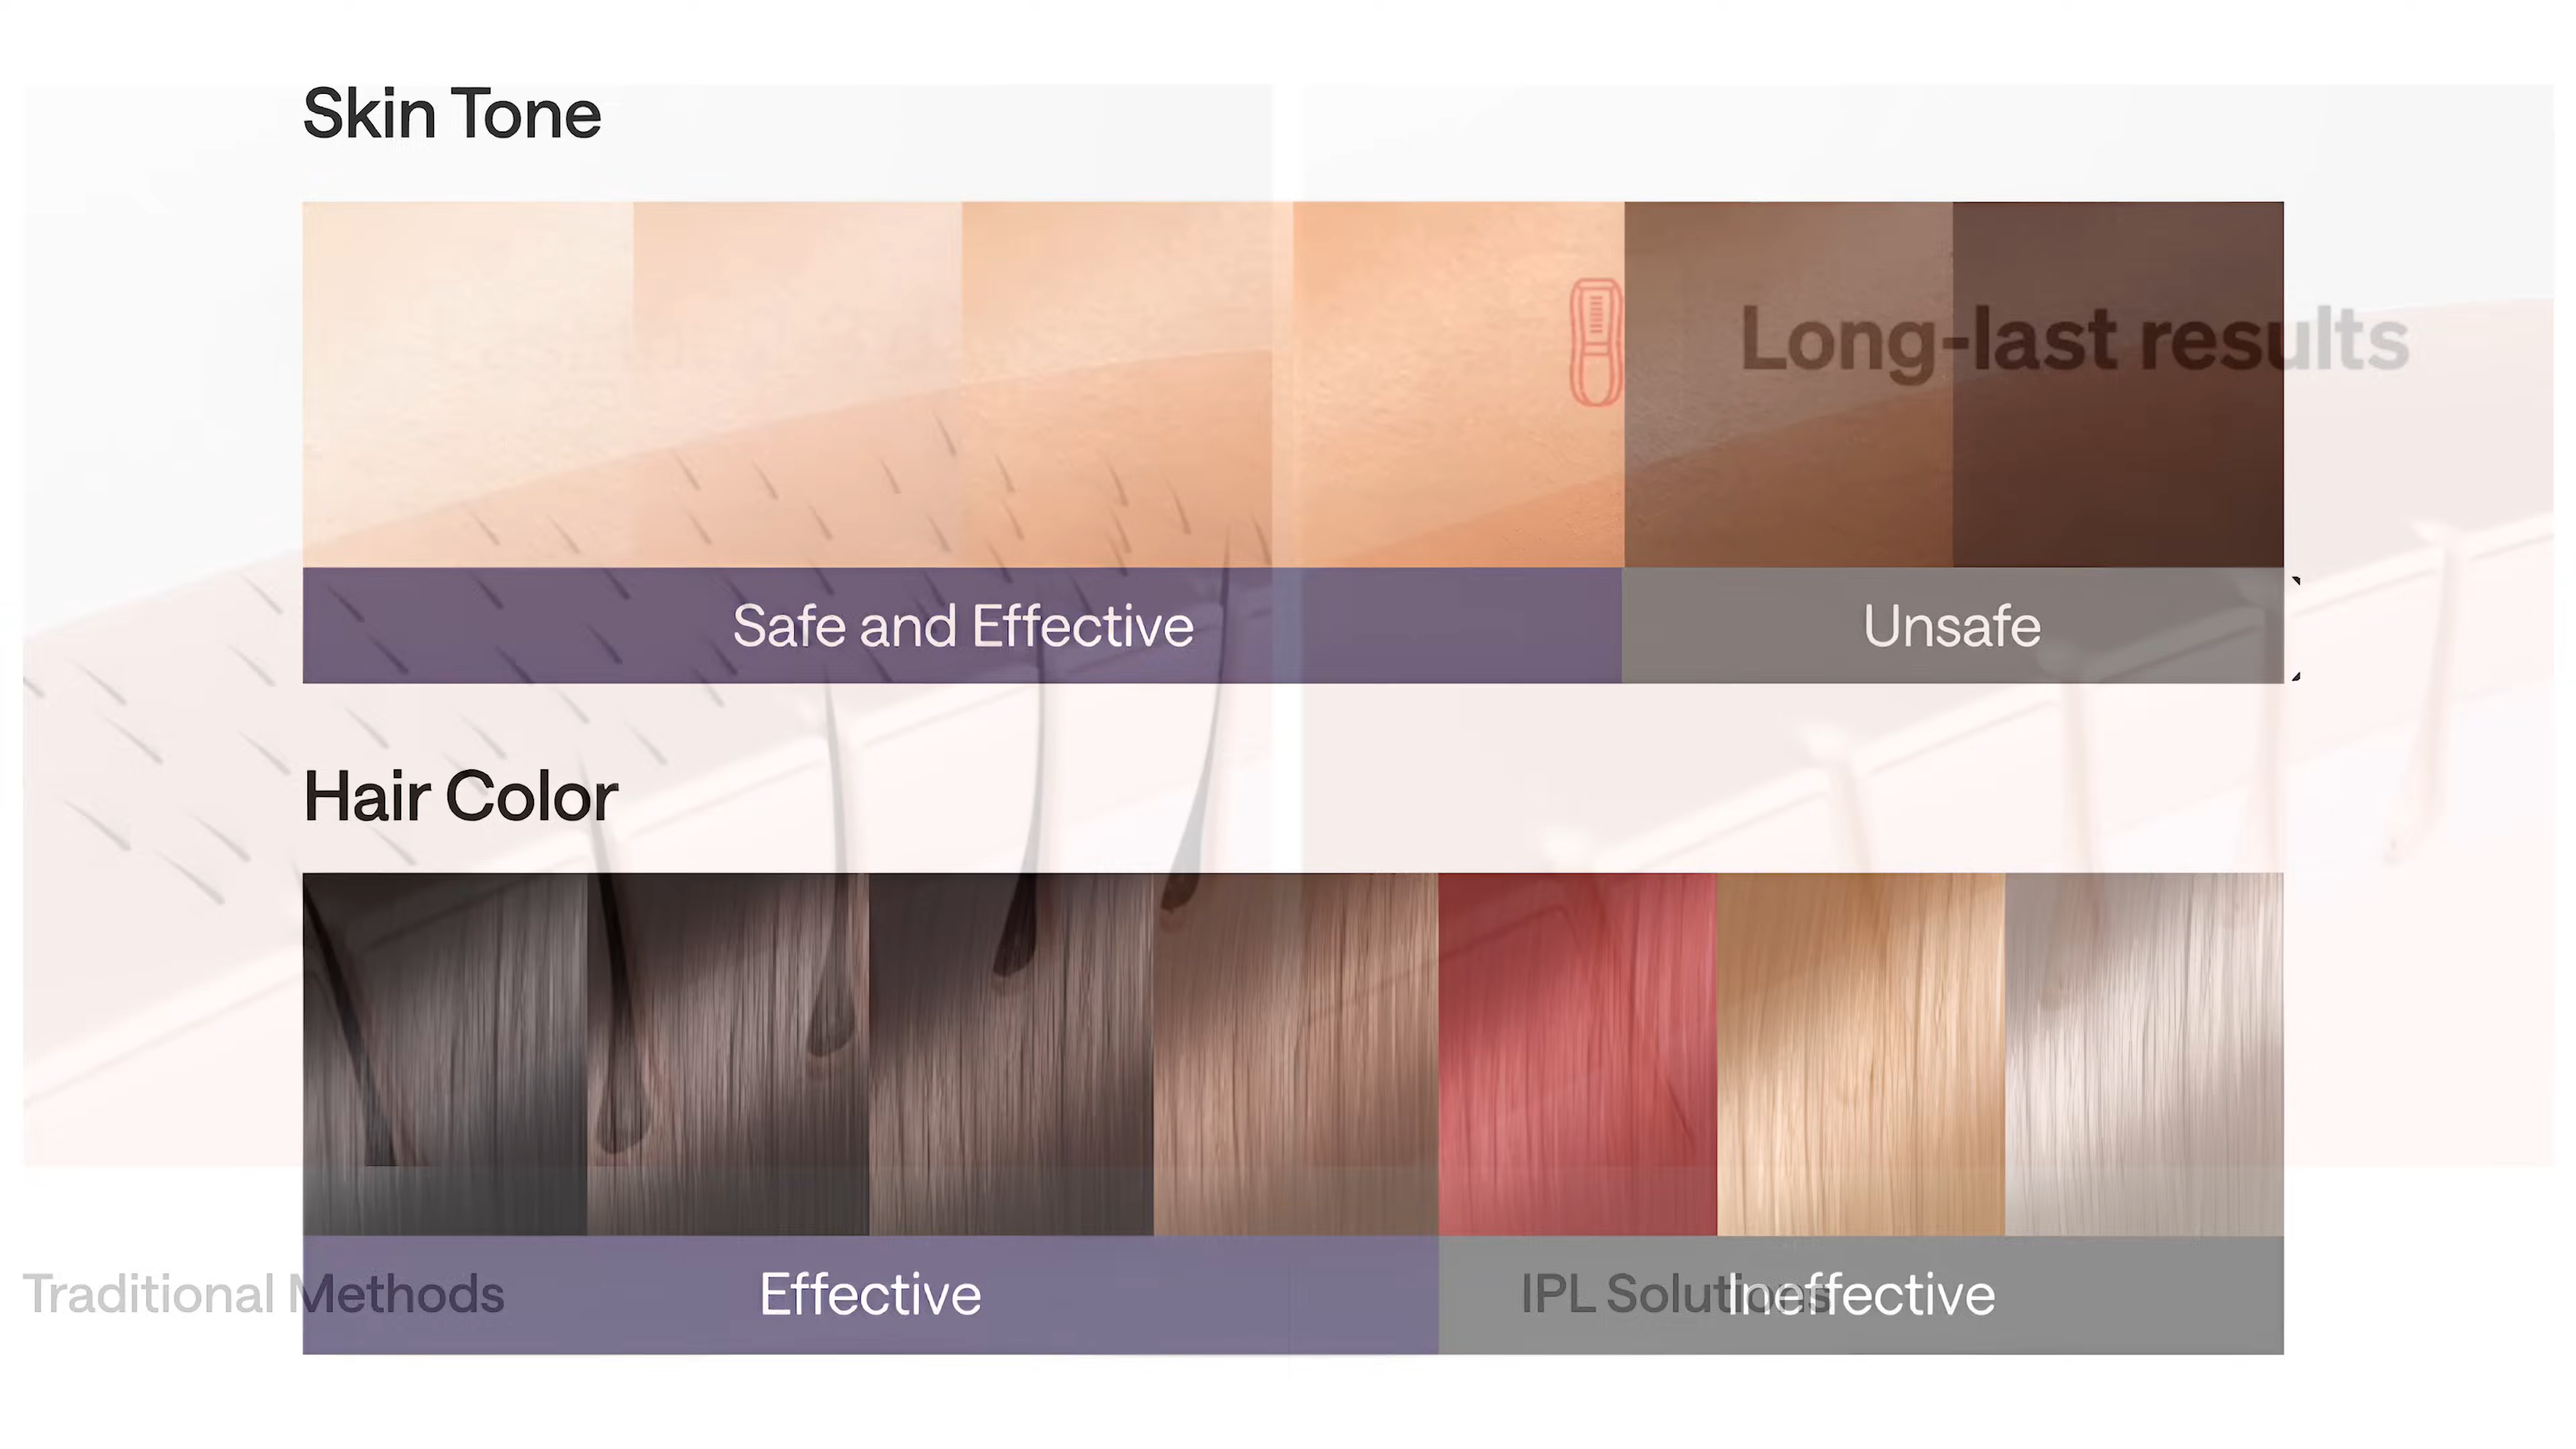 Skin Tone
Long-last results
Safe and Effective
Unsafe
Hair Color
Traditional Methods
Effective
IPL Solutions
Ineffective